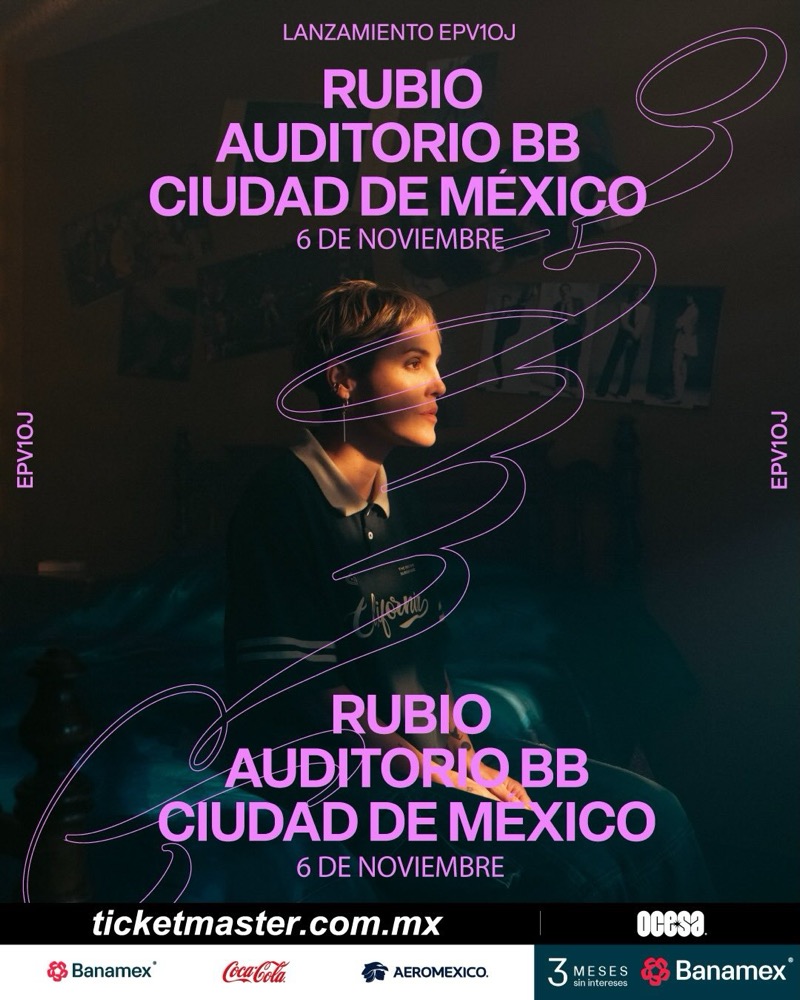 LANZAMIENTO EPV1OJ
RUBIO
AUDITORIO BB
CIUDAD DE MÉXICO
6 DE NOVIEMBRE
EPV1OJ
EPV1OJ
California
RUBIO
AUDITORIO BB
CIUDAD DE MÉXICO
6 DE NOVIEMBRE
ticketmaster.com.mx
ocesa.
Banamex®
Coca-Cola
AEROMEXICO.
3 MESES
sin intereses
Banamex®